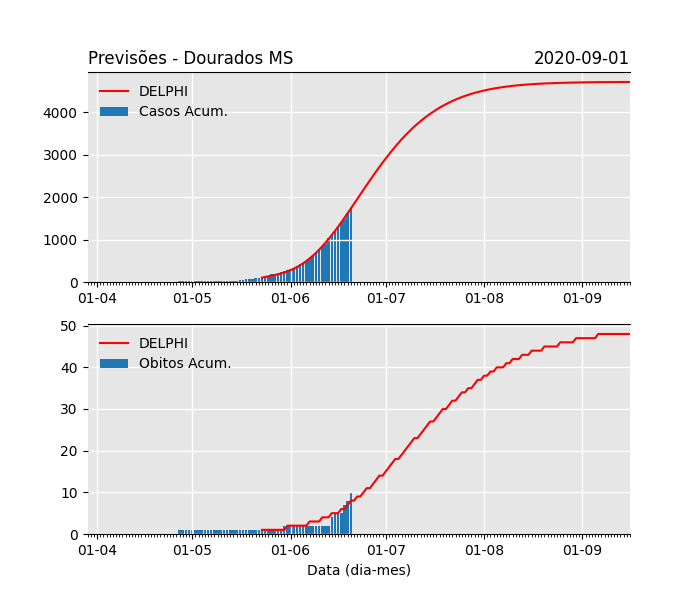 Previsões - Dourados MS 2020-09-01
DELPHI
Casos Acum.
4000
3000
2000
1000
0
01-04 01-05 01-06 01-07 01-08 01-09
50
DELPHI
Obitos Acum.
40
30
20
10
0
01-04 01-05 01-06 01-07 01-08 01-09
Data (dia-mes)